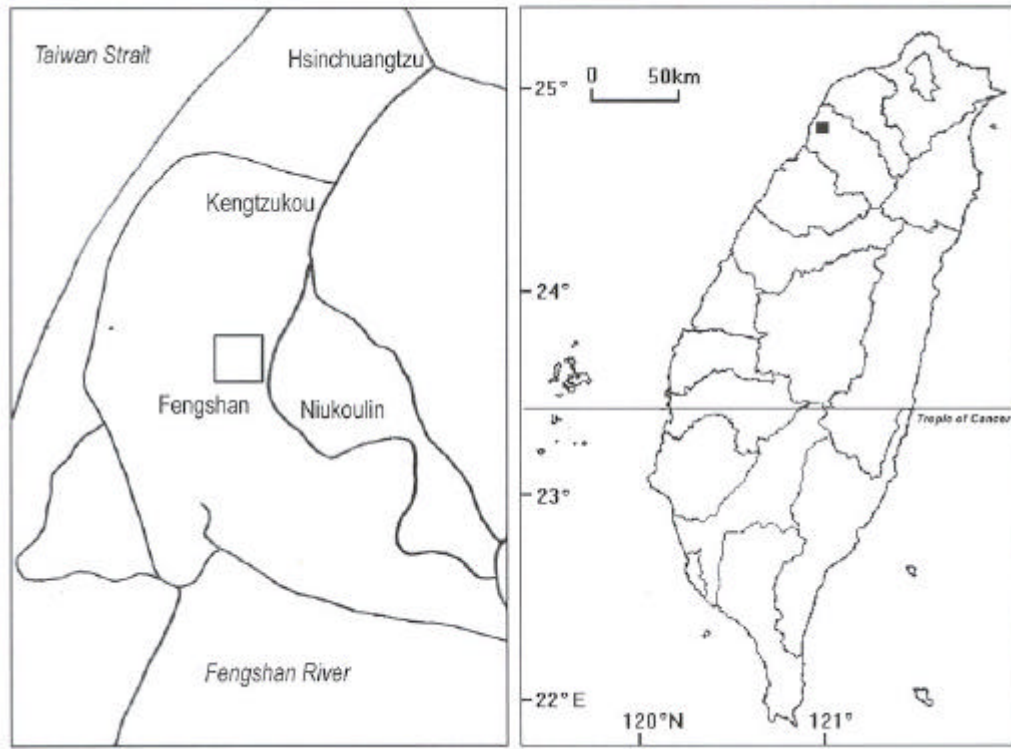 Taiwan Strait
Hsinchuangtzu
Kengtzukou
Fengshan
Niukoulin
Fengshan River
0 50km
25°
24°
Tropic of Cancer
23°
22°E
120°N 121°